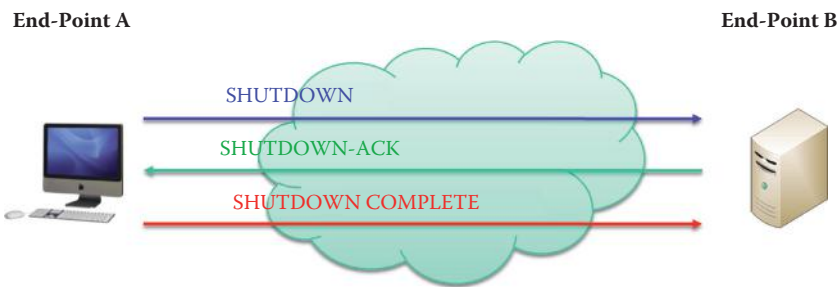 End-Point A
End-Point B
SHUTDOWN
SHUTDOWN-ACK
SHUTDOWN COMPLETE